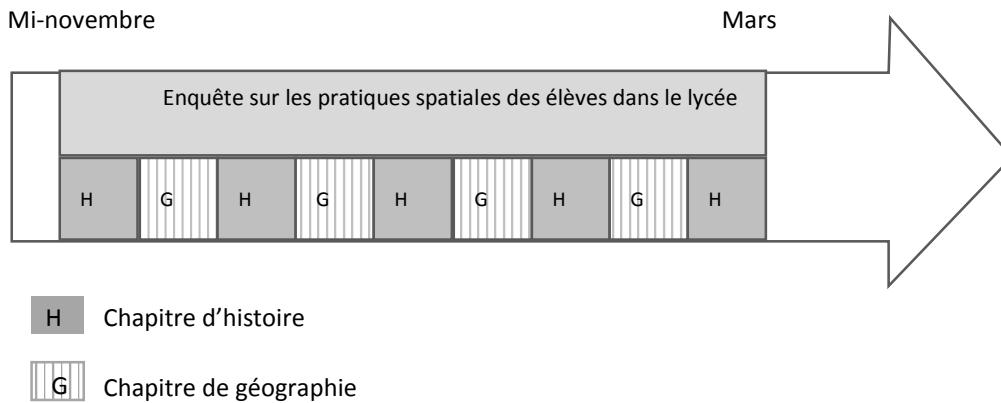 Mi-novembre Mars
Enquête sur les pratiques spatiales des élèves dans le lycée
H G H G H G H G H
H Chapitre d’histoire
G Chapitre de géographie